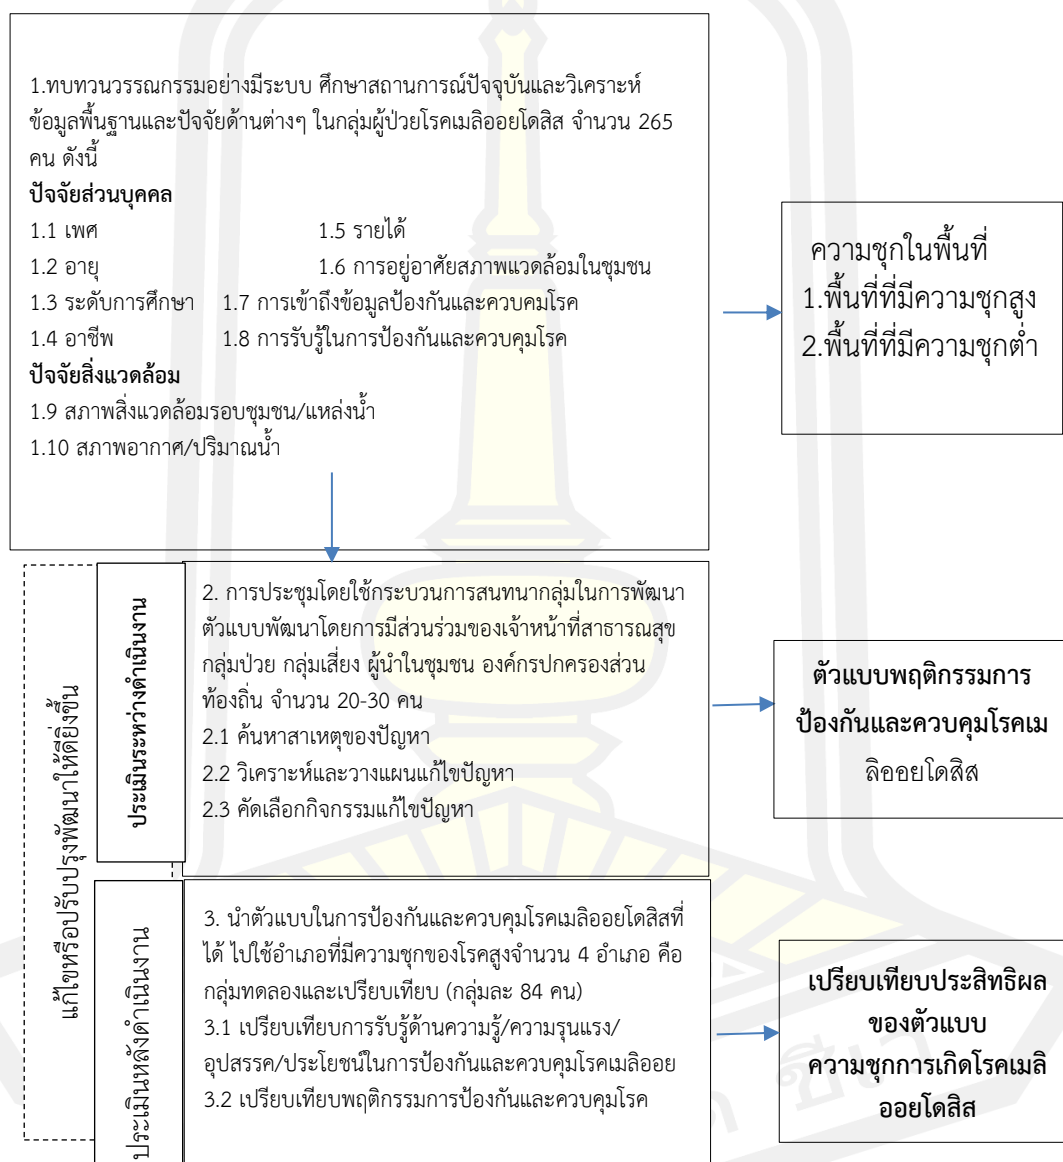 1.ทบทวนวรรณกรรมอย่างมีระบบ ศึกษาสถานการณ์ปัจจุบันและวิเคราะห์
ข้อมูลพื้นฐานและปัจจัยด้านต่างๆ ในกลุ่มผู้ป่วยโรคเมลิออยโดสิส จำนวน 265
คน ดังนี้
ปัจจัยส่วนบุคคล
1.1 เพศ 1.5 รายได้
1.2 อายุ 1.6 การอยู่อาศัยสภาพแวดล้อมในชุมชน
1.3 ระดับการศึกษา 1.7 การเข้าถึงข้อมูลป้องกันและควบคมโรค
1.4 อาชีพ 1.8 การรับรู้ในการป้องกันและควบคุมโรค
ปัจจัยสิ่งแวดล้อม
1.9 สภาพสิ่งแวดล้อมรอบชุมชน/แหล่งน้ำ
1.10 สภาพอากาศ/ปริมาณน้ำ
ความชุกในพื้นที่
1.พื้นที่ที่มีความชุกสูง
2.พื้นที่ที่มีความชุกต่ำ
แก้ไขหรือปรับปรุงพัฒนาให้ดียิ่งขึ้น
ประเมินระหว่างดำเนินงาน
2. การประชุมโดยใช้กระบวนการสนทนากลุ่มในการพัฒนา
ตัวแบบพัฒนาโดยการมีส่วนร่วมของเจ้าหน้าที่สาธารณสุข
กลุ่มป่วย กลุ่มเสี่ยง ผู้นำในชุมชน องค์กรปกครองส่วน
ท้องถิ่น จำนวน 20-30 คน
2.1 ค้นหาสาเหตุของปัญหา
2.2 วิเคราะห์และวางแผนแก้ไขปัญหา
2.3 คัดเลือกกิจกรรมแก้ไขปัญหา
ตัวแบบพฤติกรรมการ
ป้องกันและควบคุมโรคเม
ลิออยโดสิส
ประเมินหลังดำเนินงาน
3. นำตัวแบบในการป้องกันและควบคุมโรคเมลิออยโดสิสที่
ได้ ไปใช้อำเภอที่มีความชุกของโรคสูงจำนวน 4 อำเภอ คือ
กลุ่มทดลองและเปรียบเทียบ (กลุ่มละ 84 คน)
3.1 เปรียบเทียบการรับรู้ด้านความรู้/ความรุนแรง/
อุปสรรค/ประโยชน์ในการป้องกันและควบคุมโรคเมลิออย
3.2 เปรียบเทียบพฤติกรรมการป้องกันและควบคุมโรค
เปรียบเทียบประสิทธิผล
ของตัวแบบ
ความชุกการเกิดโรคเมลิ
ออยโดสิส